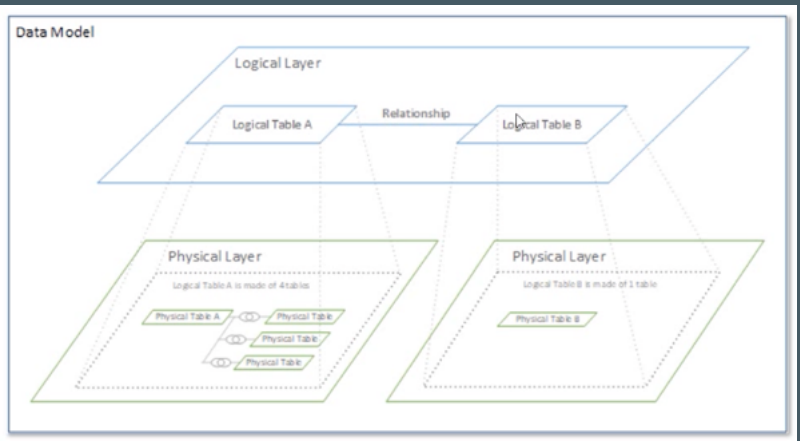 Data Model
Logical Layer
Logical Table A
Relationship
Logical Table B
Physical Layer
Logical Table A is made of 4 tables
Physical Table A
Physical Table
Physical Table
Physical Table
Physical Layer
Logical Table B is made of 1 table
Physical Table B